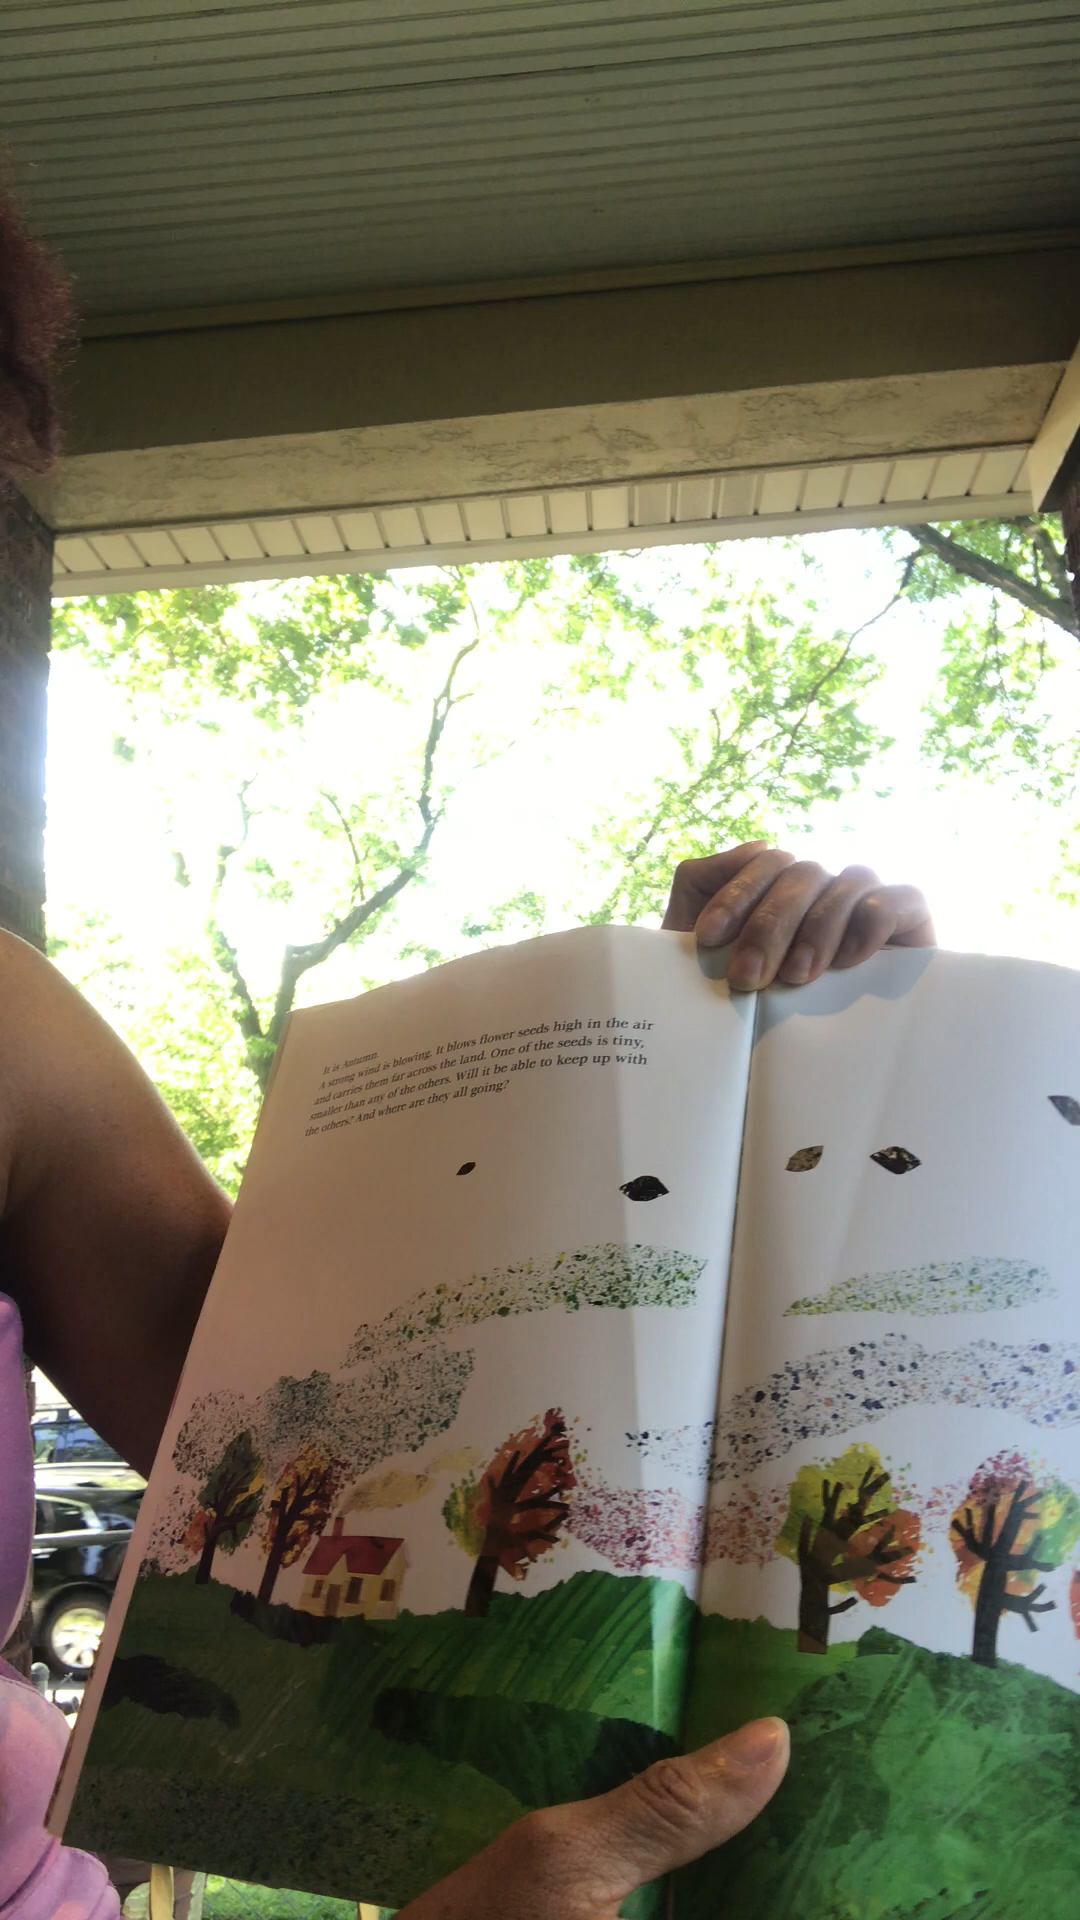 It is Autumn.
A strong wind is blowing. It blows flower seeds high in the air
and carries them far across the land. One of the seeds is tiny,
smaller than any of the others. Will it be able to keep up with
the others? And where are they all going?